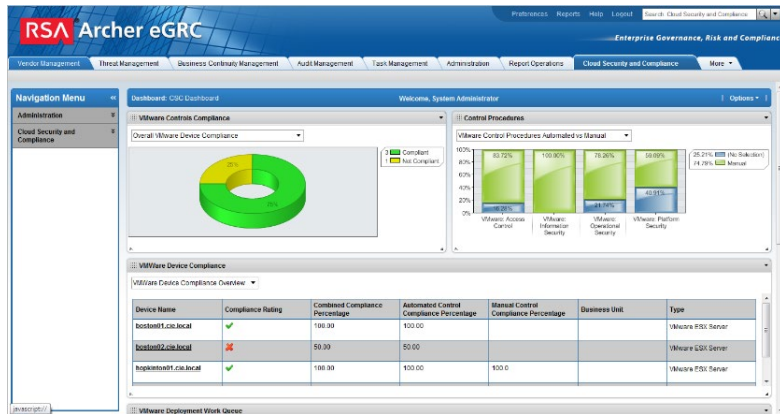 Preferences Reports Help Logout Search: Cloud Security and Compliance
RSA Archer eGRC
Enterprise Governance, Risk and Complianc
Vendor Management Threat Management Business Continuity Management Audit Management Task Management Administration Report Operations Cloud Security and Compliance More
Navigation Menu
Administration
Cloud Security and Compliance
Dashboard: CSC Dashboard Welcome, System Administrator Options
VMware Controls Compliance
Overall VMware Device Compliance
3 Compliant
1 Not Compliant
25%
75%
Control Procedures
VMware Control Procedures Automated vs Manual
100%
80%
60%
40%
20%
0%
83.72% 100.00% 78.26% 59.09%
16.28% 21.74% 40.91%
VMware: Access Control
VMware: Information Security
VMware: Operational Security
VMware: Platform Security
25.21% (No Selection)
74.79% Manual
VMWare Device Compliance
VMWare Device Compliance Overview
Device Name Compliance Rating Combined Compliance Percentage Automated Control Compliance Percentage Manual Control Compliance Percentage Business Unit Type
boston01.cie.local 100.00 100.00 VMware ESX Server
boston02.cie.local 50.00 50.00 VMware ESX Server
hopkinton01.cie.local 100.00 100.00 100.0 VMware ESX Server
VMware Deployment Work Queue
javascript://